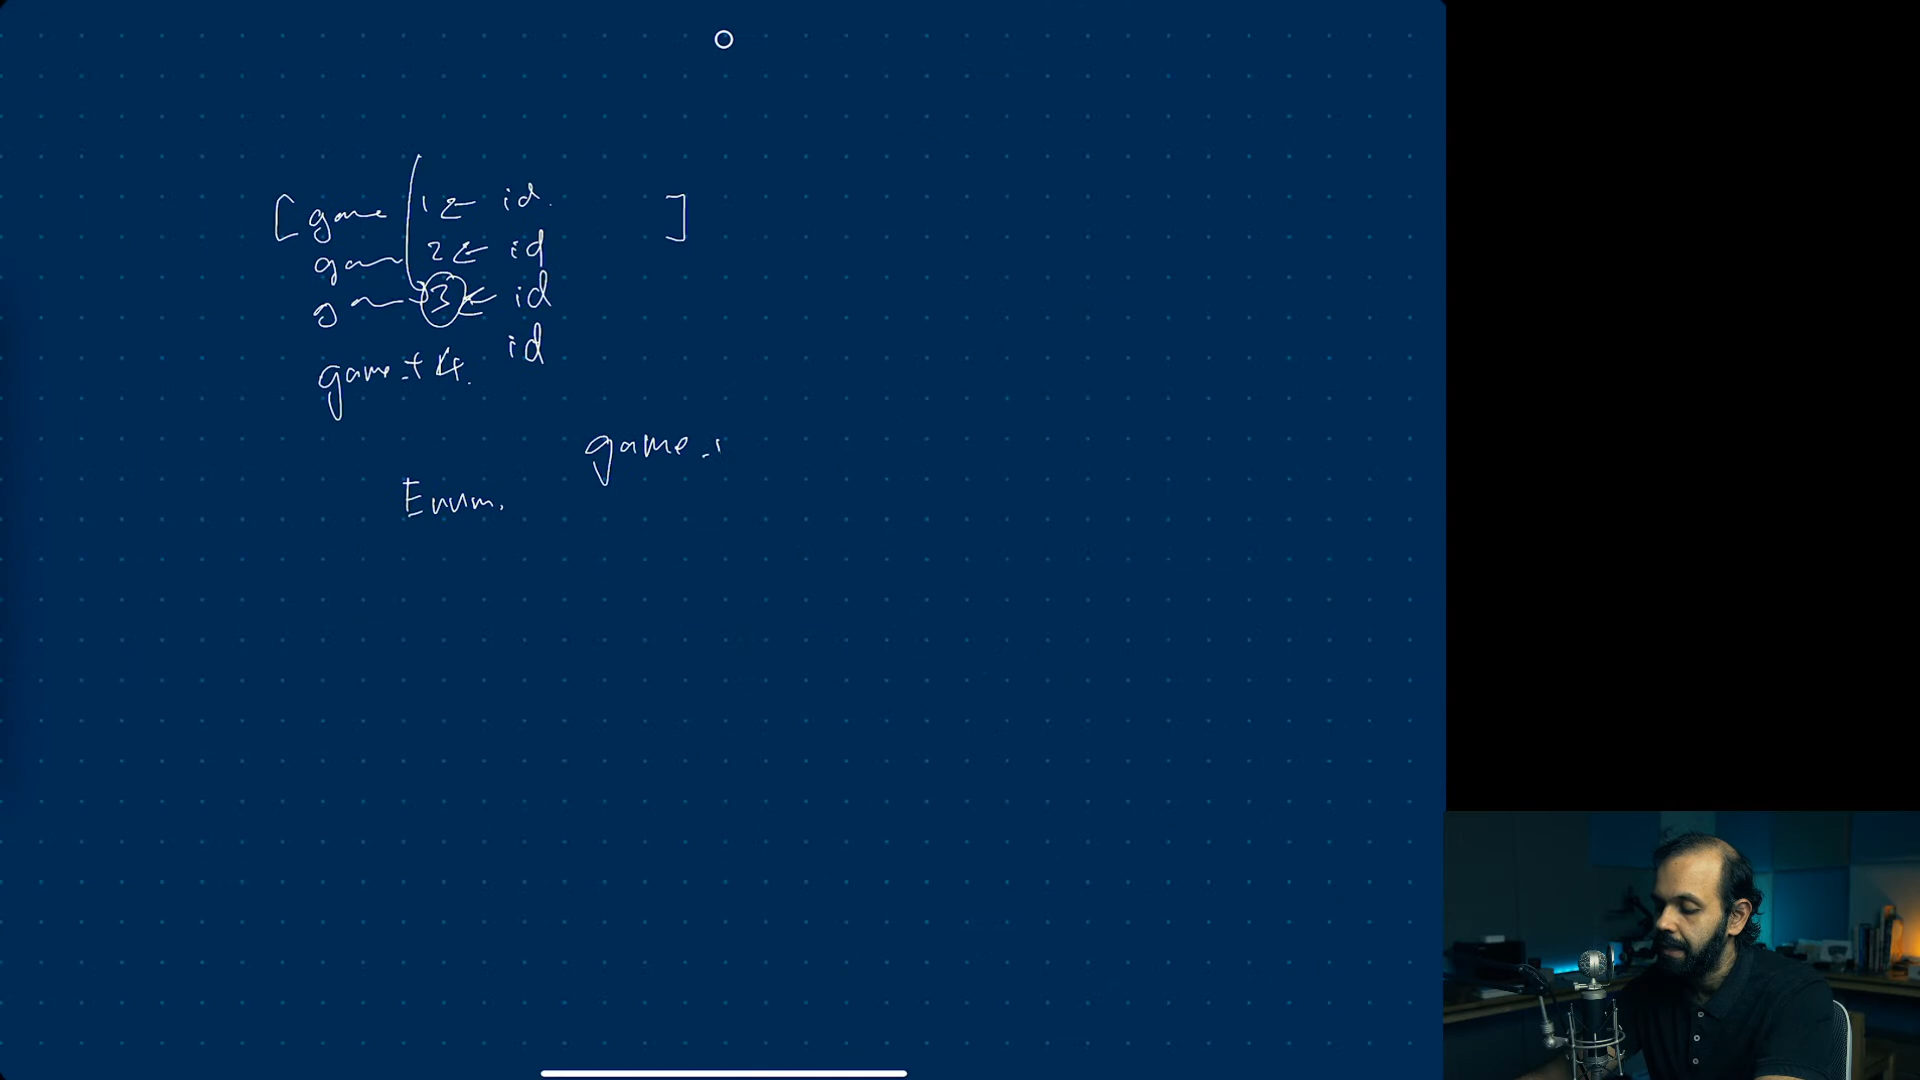 [ game 1 ← id. ]
game 2 ← id
game 3 ← id
game + 4. id
game.i
Enum.